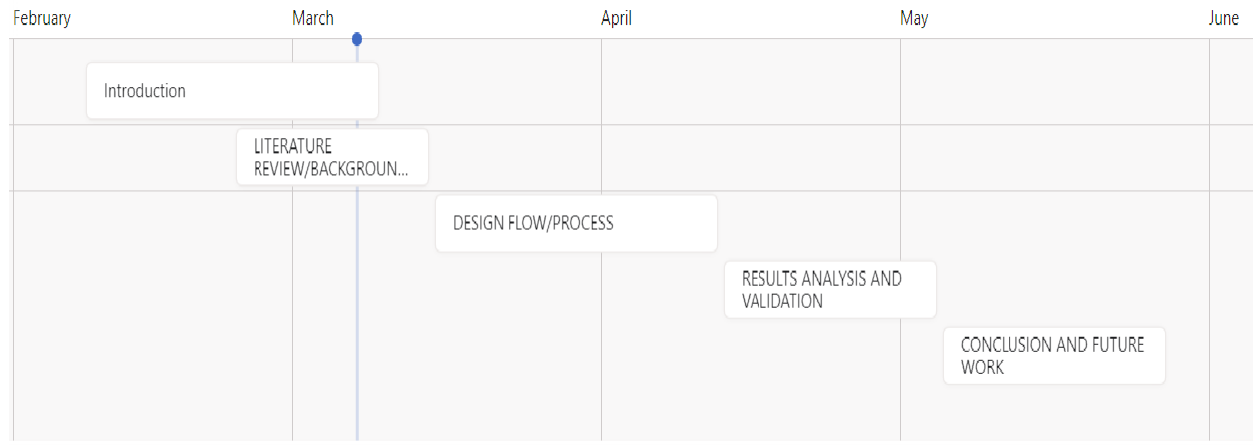 February March April May June
Introduction
LITERATURE
REVIEW/BACKGROUN...
DESIGN FLOW/PROCESS
RESULTS ANALYSIS AND
VALIDATION
CONCLUSION AND FUTURE
WORK